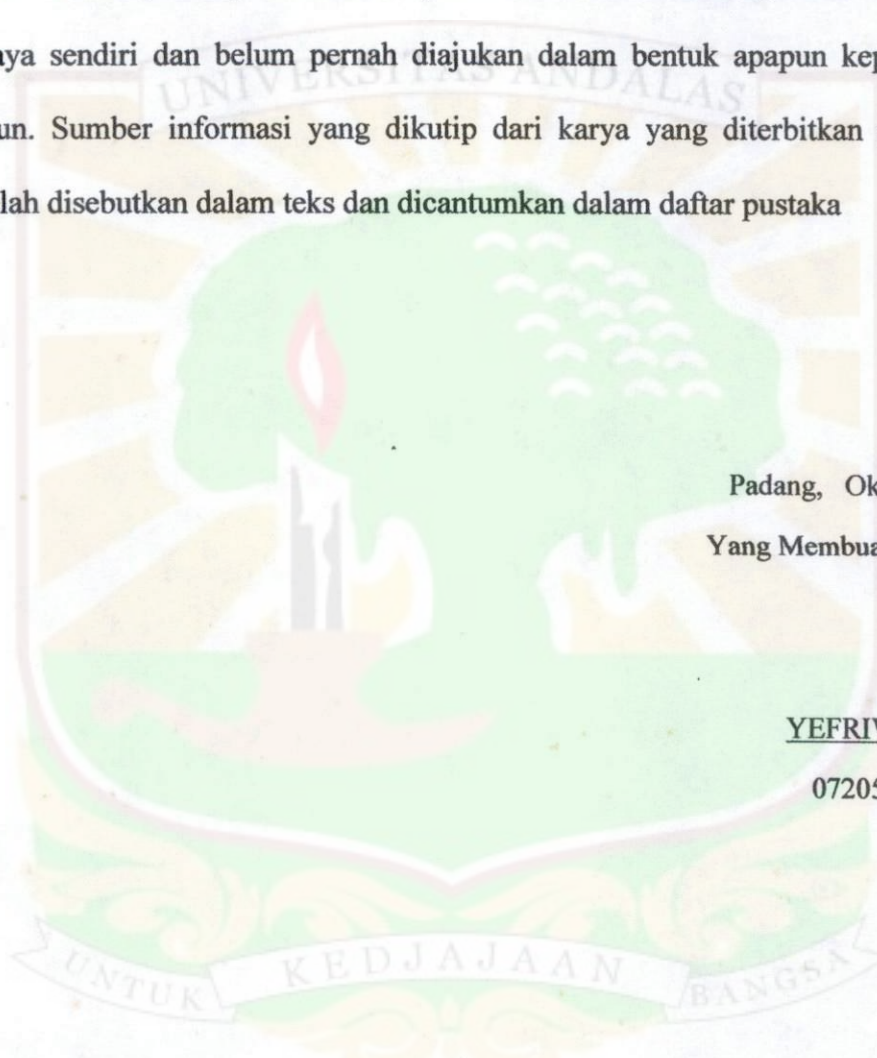 aya sendiri dan belum pernah diajukan dalam bentuk apapun kep
UNIVERSITAS ANDALAS
un. Sumber informasi yang dikutip dari karya yang diterbitkan
lah disebutkan dalam teks dan dicantumkan dalam daftar pustaka
Padang, Ok
Yang Membua
YEFRIV
07205
UNTUK KEDJAJAAN BANGSA